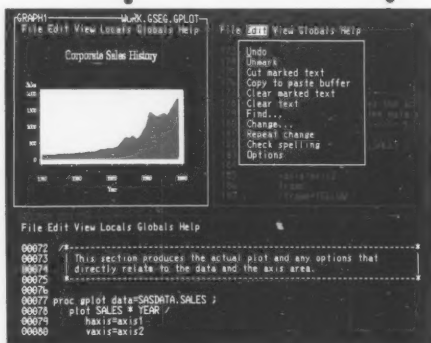 GRAPH1 WORK.GSEG.GPLOT
File Edit View Locals Globals Help
Corporate Sales History
Year
File Edit View Globals Help
Undo
Unmark
Cut marked text
Copy to paste buffer
Clear marked text
Clear text
Find...
Change...
Repeat change
Check spelling
Options
File Edit View Locals Globals Help
00072 /*
00073 This section produces the actual plot and any options that
00074 directly relate to the data and the axis area.
00075
00076
00077 proc gplot data=SASDATA.SALES ;
00078 plot SALES * YEAR /
00079 haxis=axis1
00080 vaxis=axis2